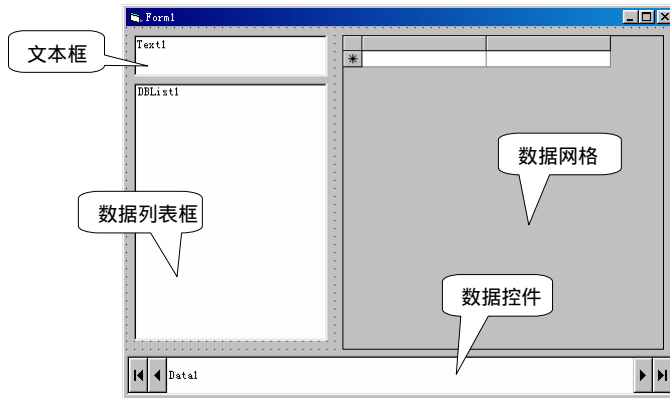 Form1
Text1
文本框
DBList1
数据网格
数据列表框
数据控件
Data1